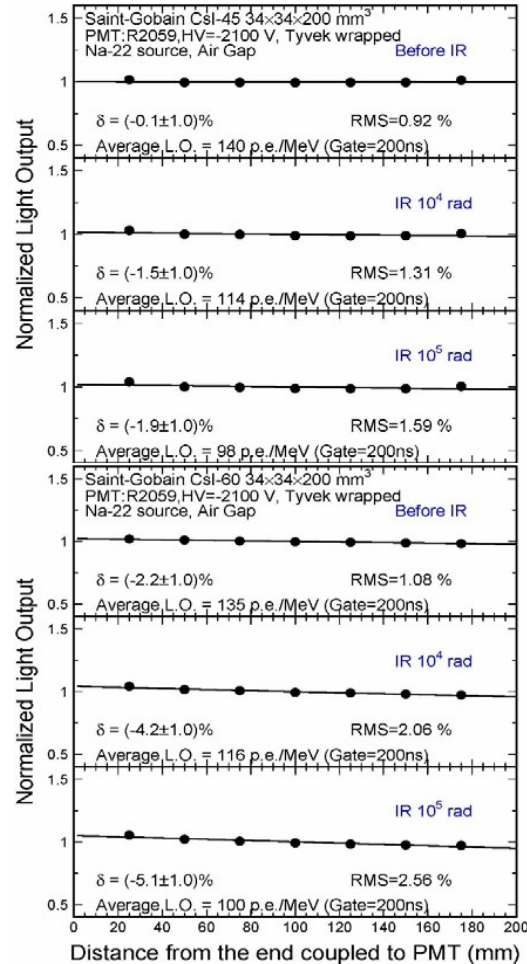 Saint-Gobain CsI-45 34×34×200 mm³
PMT:R2059,HV=-2100 V, Tyvek wrapped
Na-22 source, Air Gap
Before IR
1.5
1
0.5
δ = (-0.1±1.0)%
RMS=0.92 %
Average L.O. = 140 p.e./MeV (Gate=200ns)
IR 10⁴ rad
1.5
1
0.5
δ = (-1.5±1.0)%
RMS=1.31 %
Average L.O. = 114 p.e./MeV (Gate=200ns)
IR 10⁵ rad
1.5
1
0.5
δ = (-1.9±1.0)%
RMS=1.59 %
Average L.O. = 98 p.e./MeV (Gate=200ns)
Normalized Light Output
Saint-Gobain CsI-60 34×34×200 mm³
PMT:R2059,HV=-2100 V, Tyvek wrapped
Na-22 source, Air Gap
Before IR
1.5
1
0.5
δ = (-2.2±1.0)%
RMS=1.08 %
Average L.O. = 135 p.e./MeV (Gate=200ns)
IR 10⁴ rad
1.5
1
0.5
δ = (-4.2±1.0)%
RMS=2.06 %
Average L.O. = 116 p.e./MeV (Gate=200ns)
IR 10⁵ rad
1.5
1
0.5
δ = (-5.1±1.0)%
RMS=2.56 %
Average L.O. = 100 p.e./MeV (Gate=200ns)
Normalized Light Output
0 20 40 60 80 100 120 140 160 180 200
Distance from the end coupled to PMT (mm)